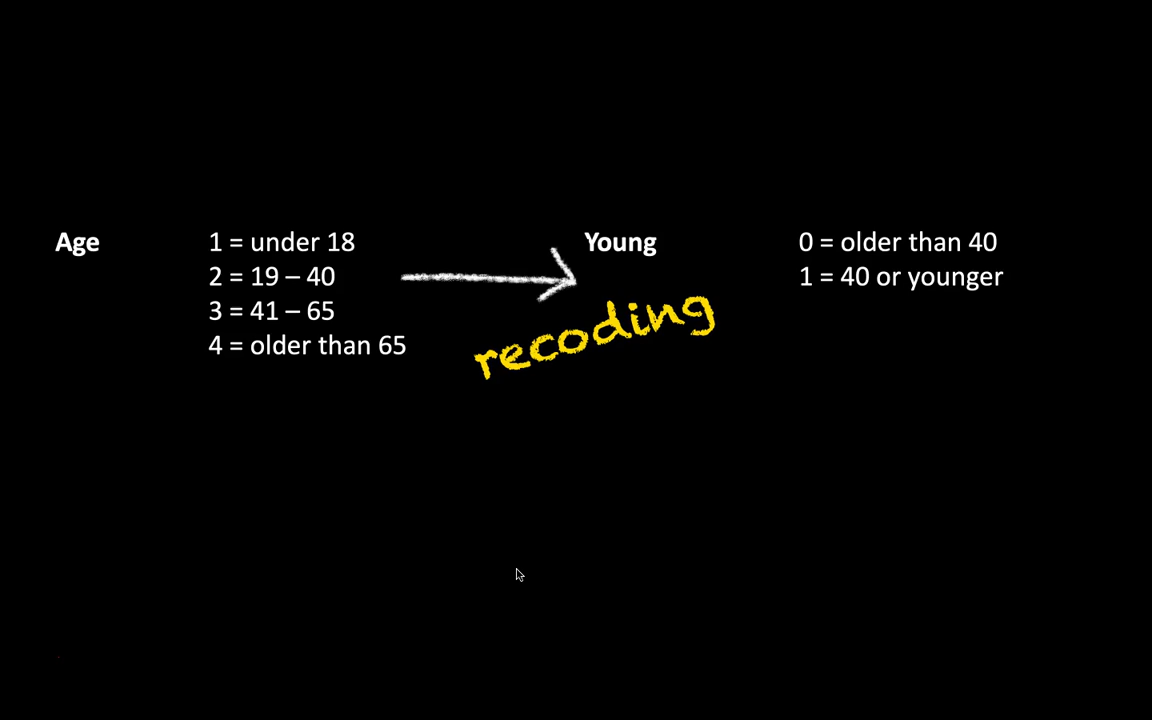 Age 1 = under 18 Young 0 = older than 40
2 = 19 – 40 1 = 40 or younger
3 = 41 – 65
4 = older than 65
recoding